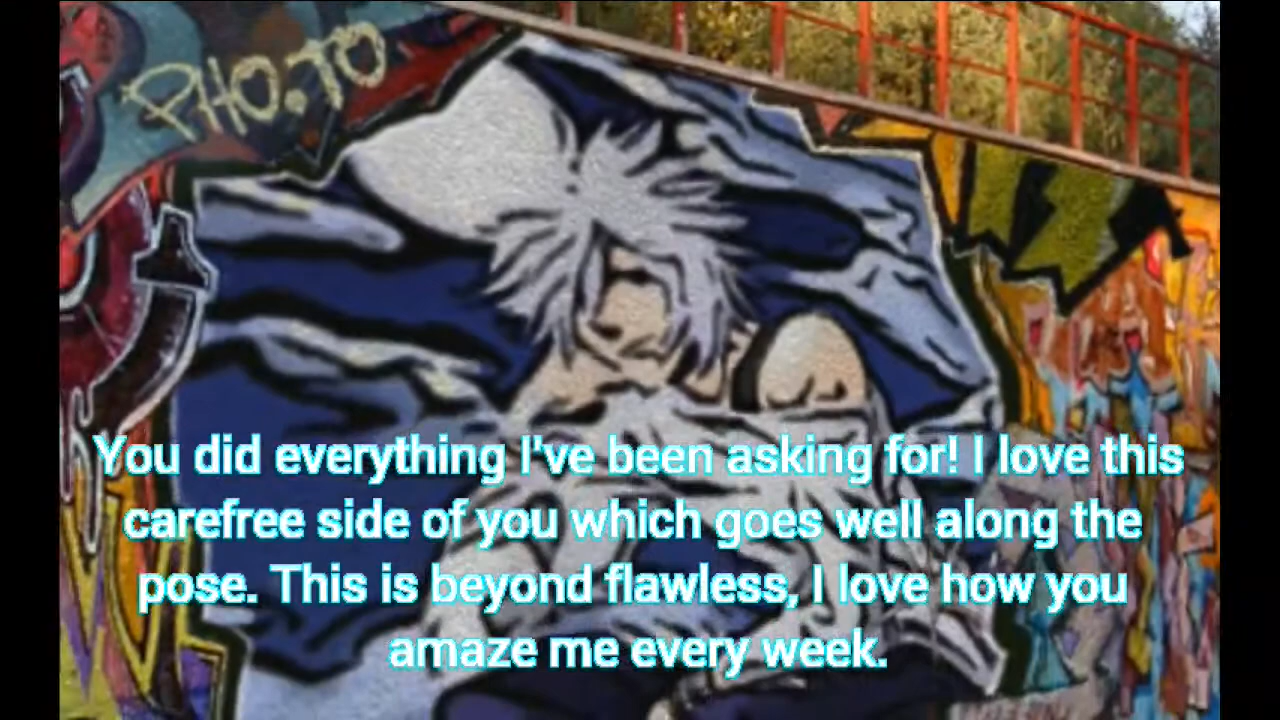 PHO.TO
You did everything I've been asking for! I love this
carefree side of you which goes well along the
pose. This is beyond flawless, I love how you
amaze me every week.